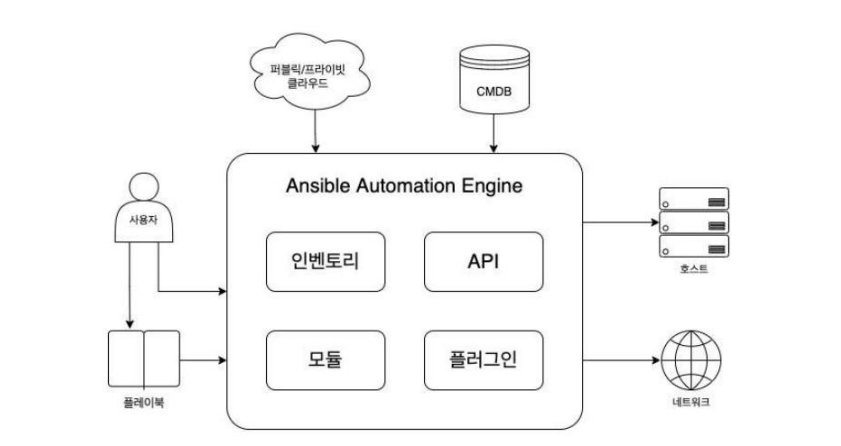 퍼블릭/프라이빗
클라우드
CMDB
Ansible Automation Engine
사용자
인벤토리
API
호스트
모듈
플러그인
플레이북
네트워크